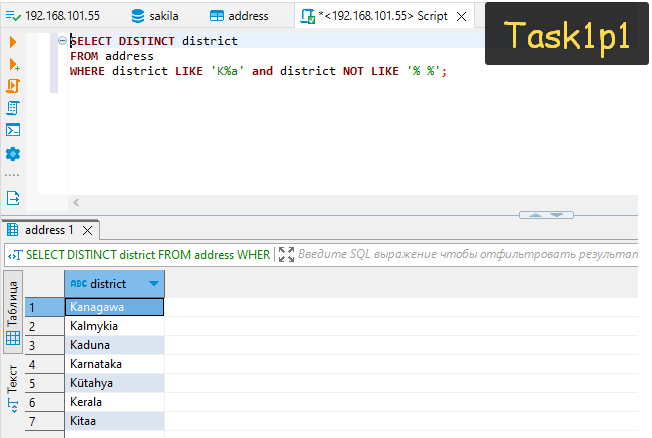 192.168.101.55 sakila address *<192.168.101.55> Script
Task1p1
SELECT DISTINCT district
FROM address
WHERE district LIKE 'K%a' and district NOT LIKE '% %';
address 1
SELECT DISTINCT district FROM address WHER Введите SQL выражение чтобы отфильтровать результат
Таблица
Текст
ABC district
1 Kanagawa
2 Kalmykia
3 Kaduna
4 Karnataka
5 Kütahya
6 Kerala
7 Kitaa